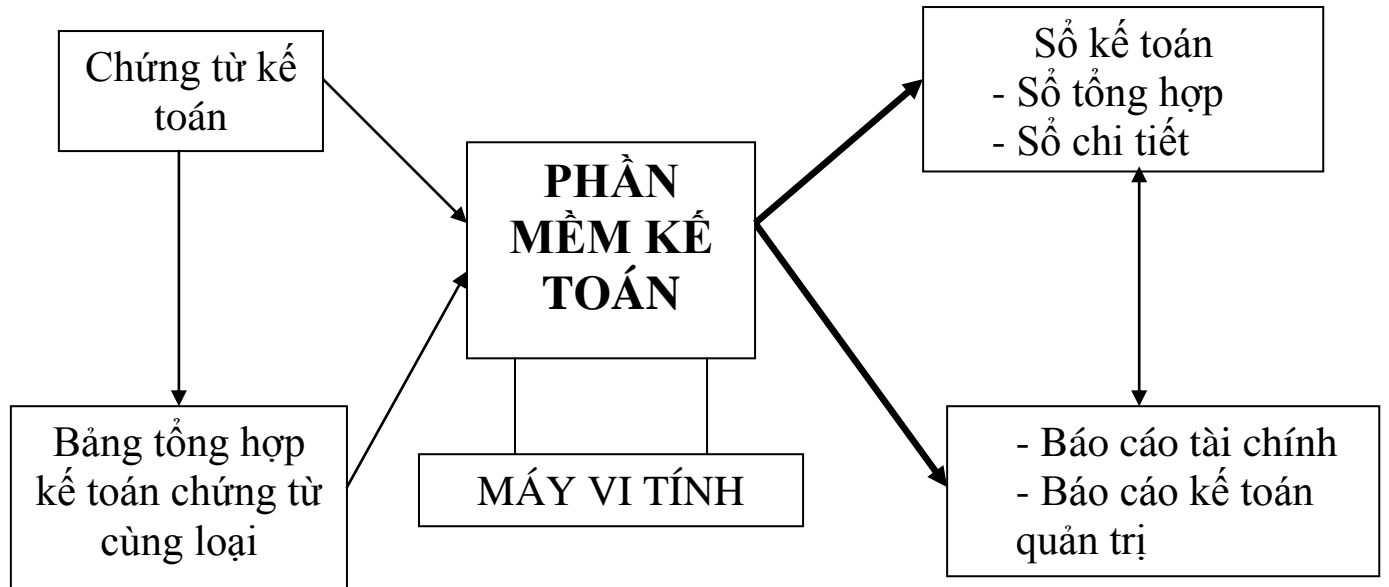 Chứng từ kế
toán
Sổ kế toán
- Sổ tổng hợp
- Sổ chi tiết
PHẦN
MỀM KẾ
TOÁN
Bảng tổng hợp
kế toán chứng từ
cùng loại
MÁY VI TÍNH
- Báo cáo tài chính
- Báo cáo kế toán
quản trị